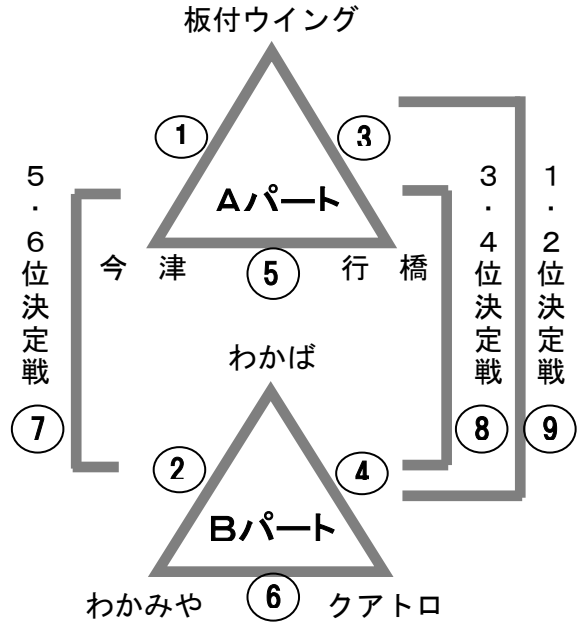 板付ウイング
①
③
Aパート
今津
⑤
行橋
5・6位決定戦
⑦
3・4位決定戦
⑧
1・2位決定戦
⑨
わかば
②
④
Bパート
わかみや
⑥
クアトロ